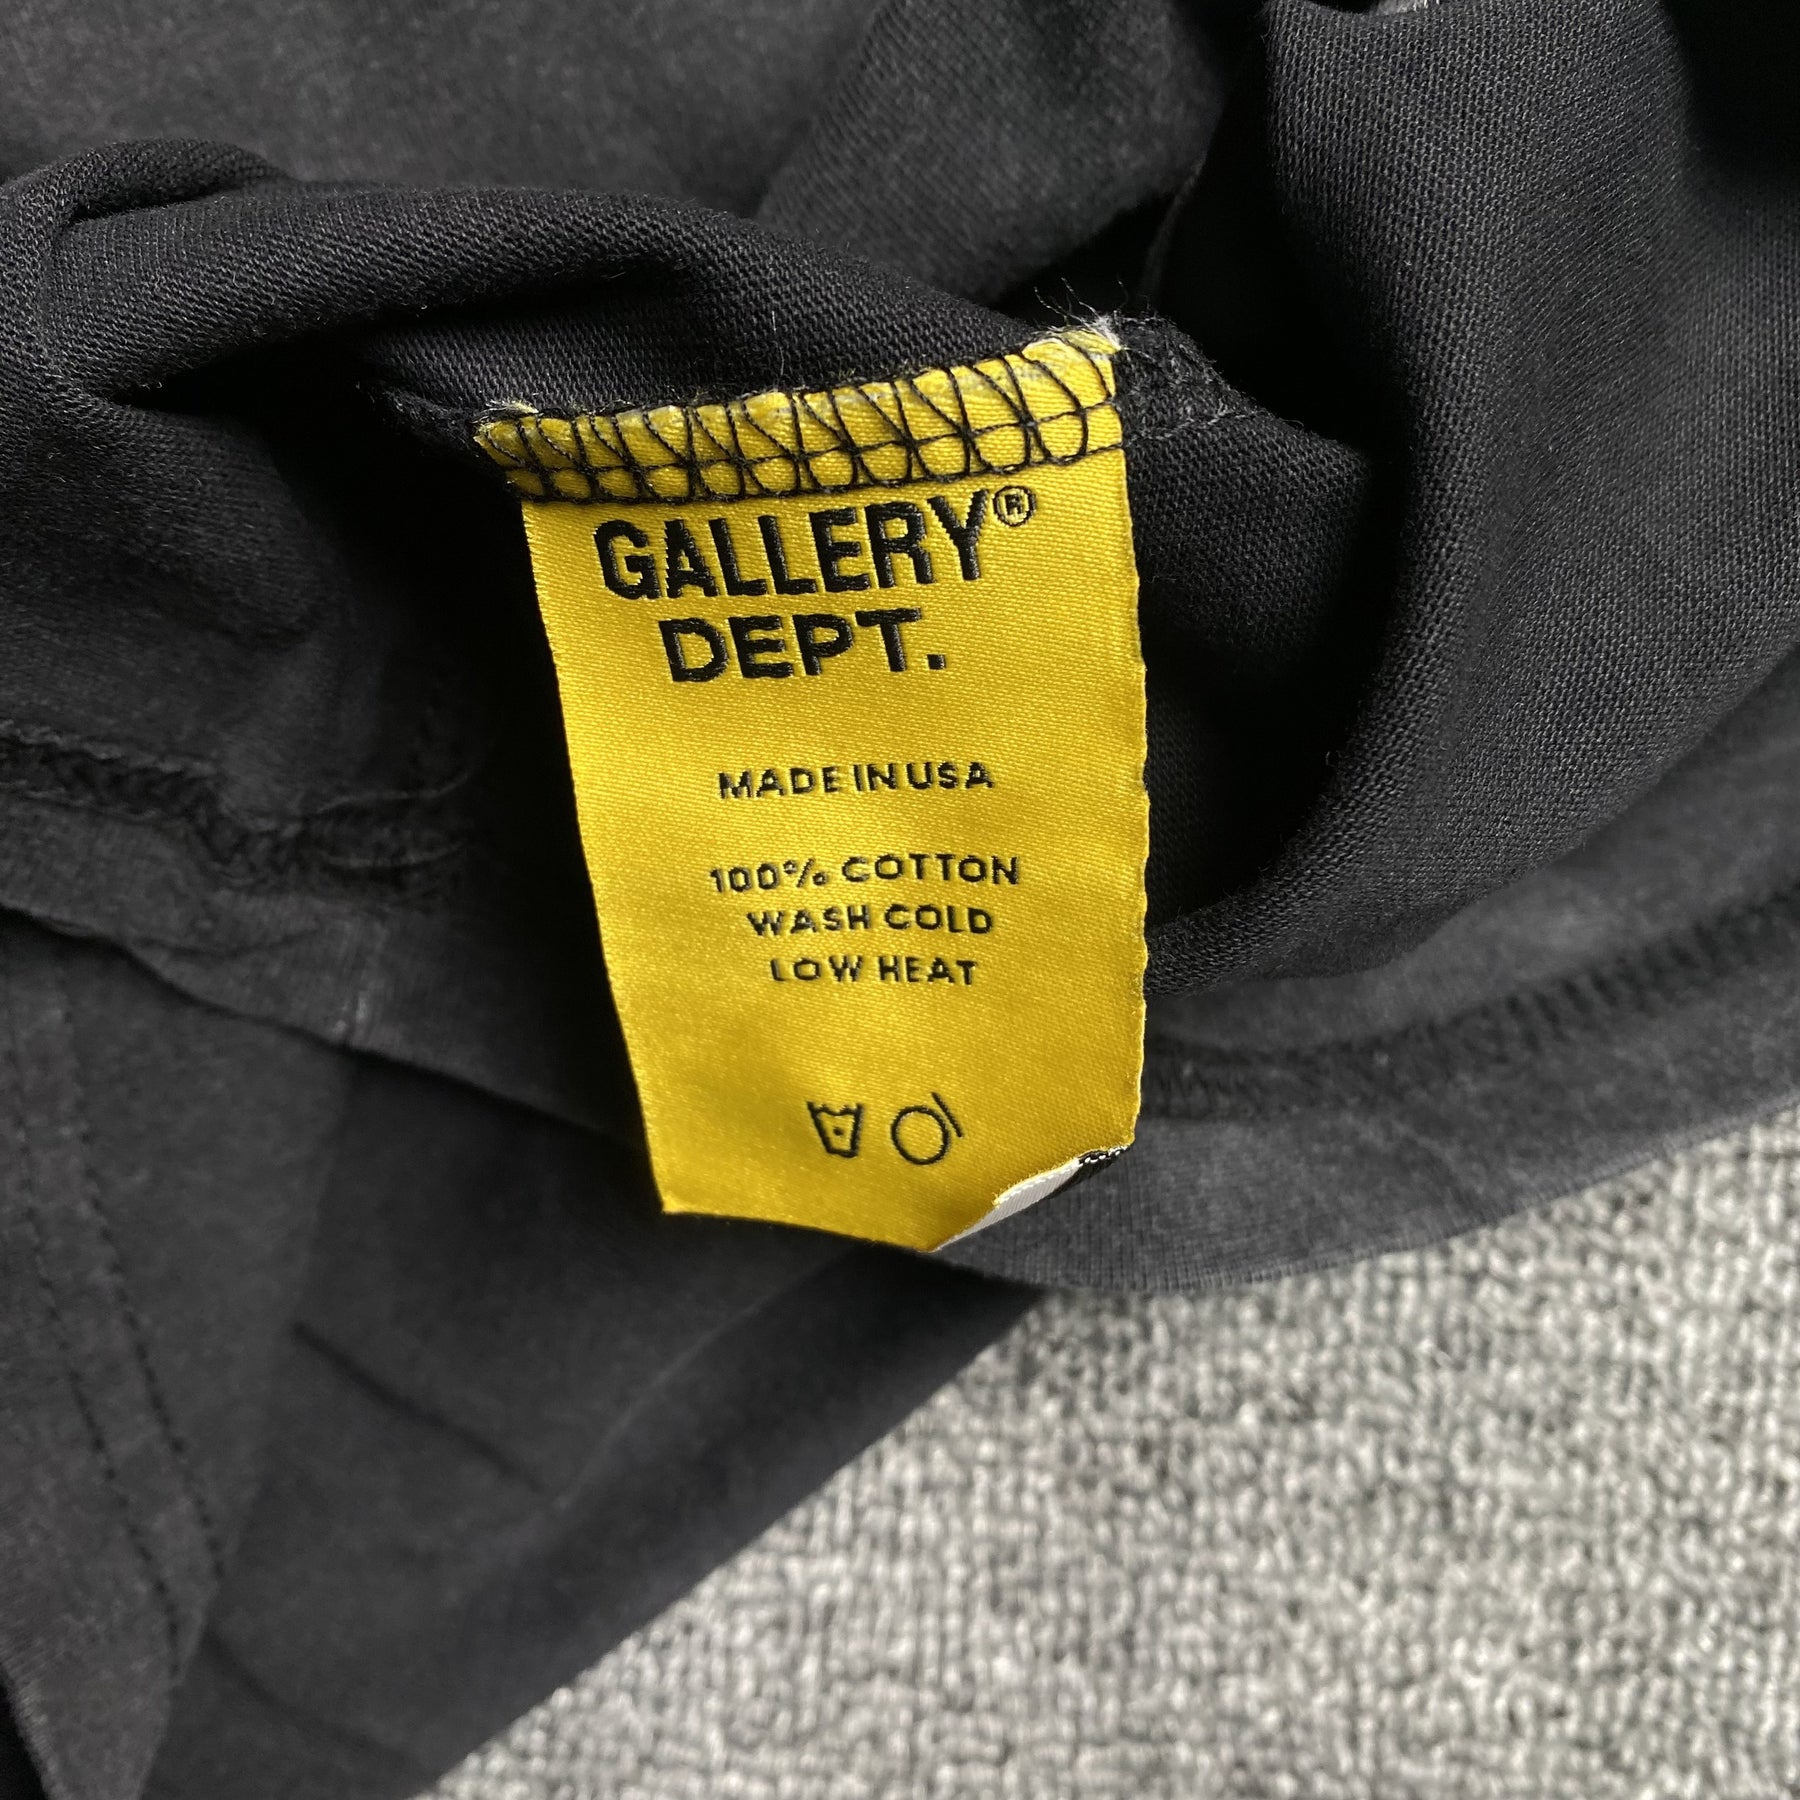 GALLERY®
DEPT.
MADE IN USA
100% COTTON
WASH COLD
LOW HEAT